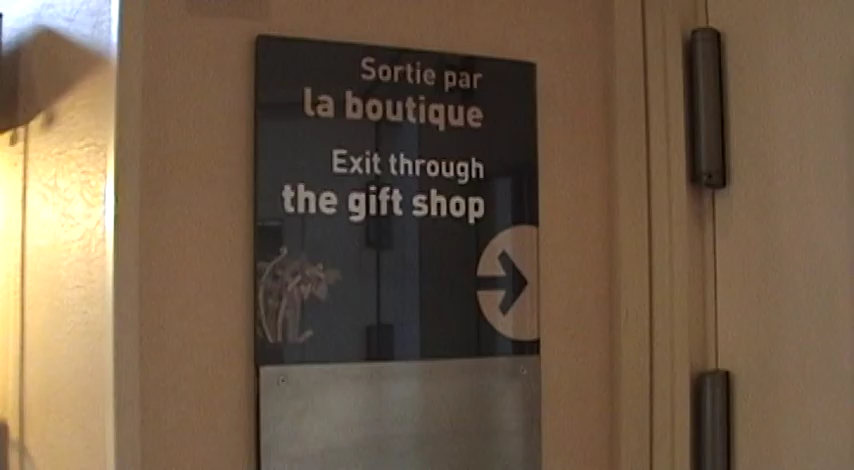 Sortie par
la boutique
Exit through
the gift shop